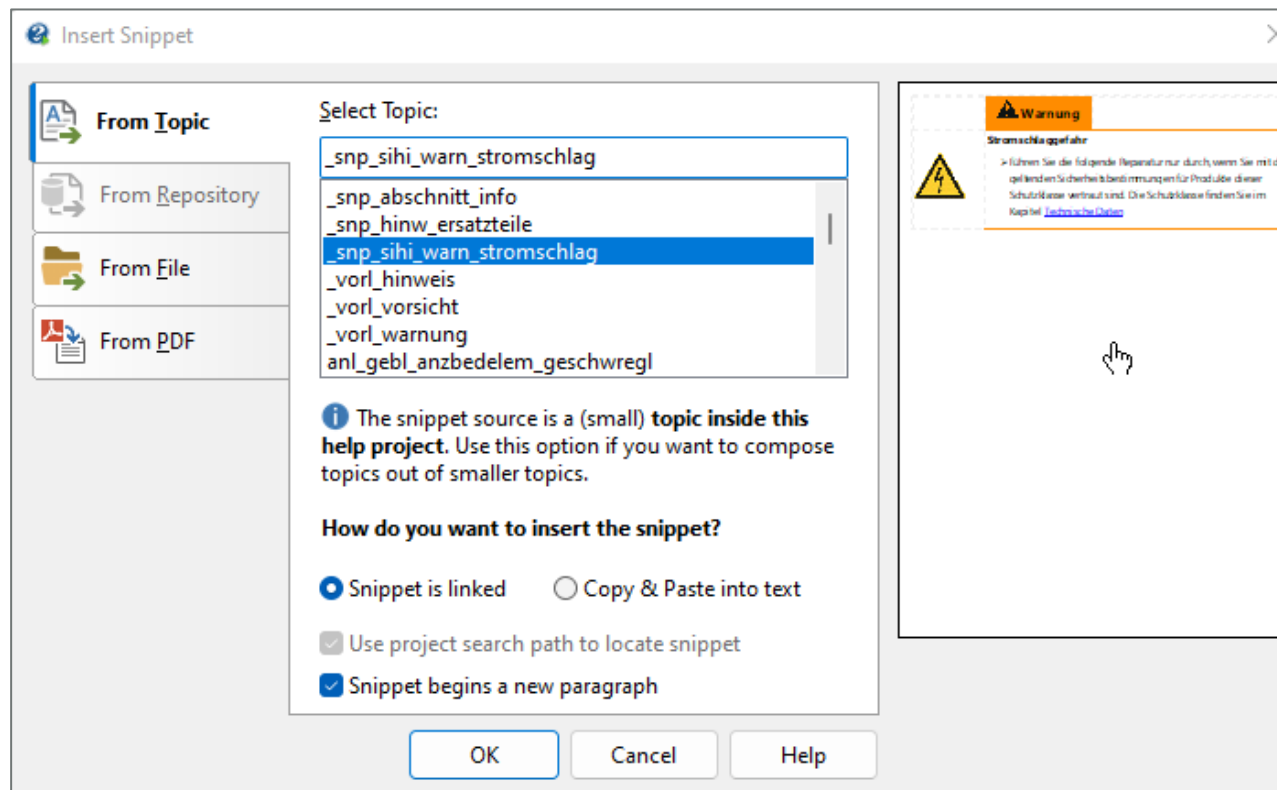 Insert Snippet
From Topic
From Repository
From File
From PDF
Select Topic:
_snp_sihi_warn_stromschlag
_snp_abschnitt_info
_snp_hinw_ersatzteile
_snp_sihi_warn_stromschlag
_vorl_hinweis
_vorl_vorsicht
_vorl_warnung
anl_gebl_anzbedelem_geschwregl
The snippet source is a (small) topic inside this
help project. Use this option if you want to compose
topics out of smaller topics.
How do you want to insert the snippet?
Snippet is linked
Copy & Paste into text
Use project search path to locate snippet
Snippet begins a new paragraph
OK
Cancel
Help
Warnung
Stromschlaggefahr
Führen Sie die folgende Reparatur nur durch, wenn Sie mit d
geltenden Sicherheitsbestimmungen für Produkte dieser
Schutzklasse vertraut sind. Die Schutzklasse finden Sie im
Kapitel Technische Daten